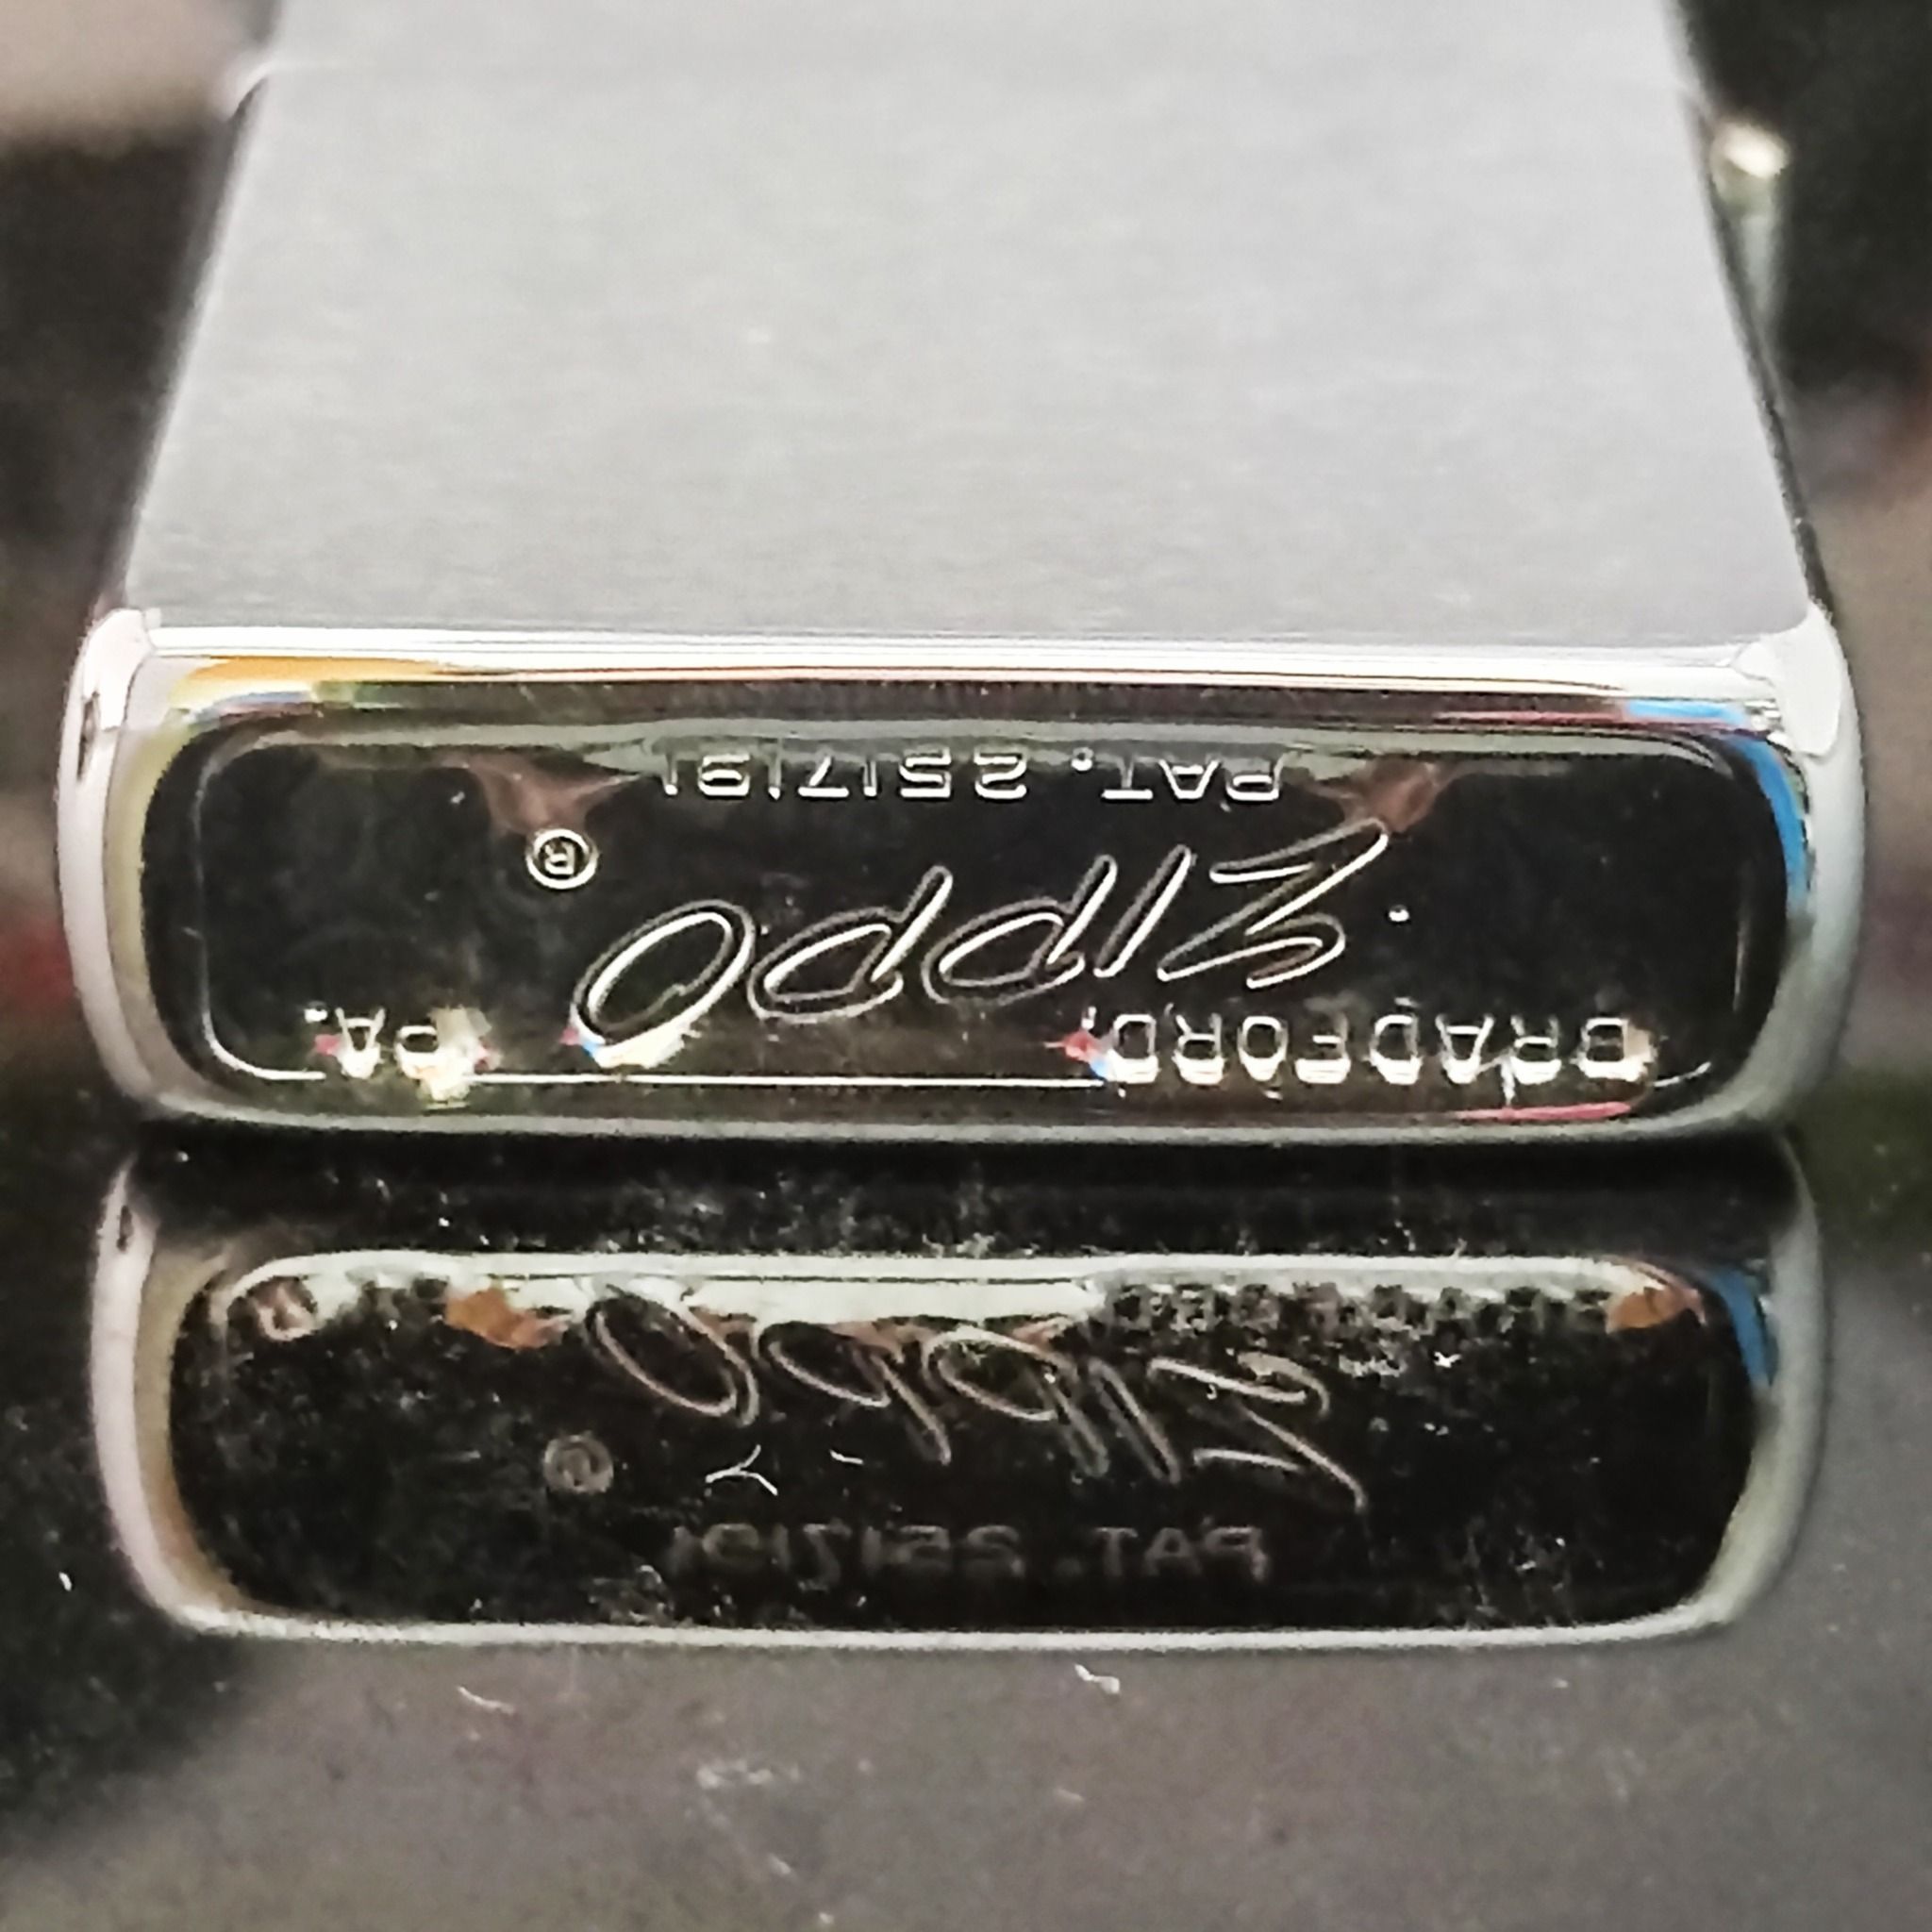 BRADFORD, PA.
ZIPPO ®
PAT. 2517191